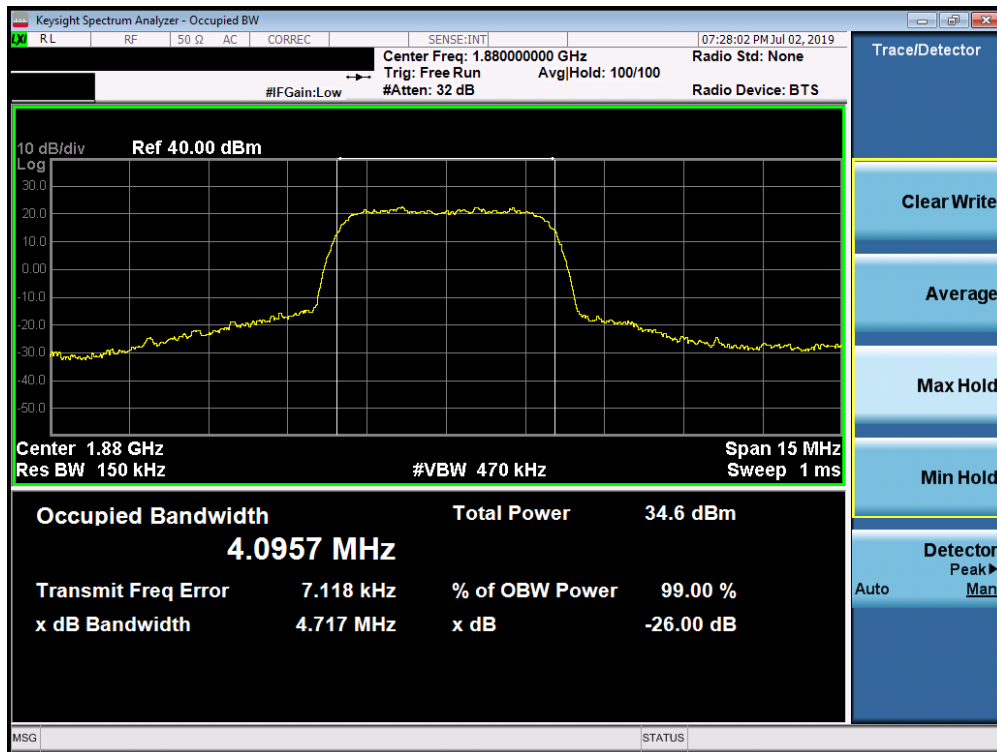 Keysight Spectrum Analyzer - Occupied BW
LXI RL RF 50 Ω AC CORREC SENSE:INT 07:28:02 PM Jul 02, 2019
Center Freq: 1.880000000 GHz Radio Std: None
Trig: Free Run Avg|Hold: 100/100
#IFGain:Low #Atten: 32 dB Radio Device: BTS
10 dB/div Ref 40.00 dBm
Log
30.0
20.0
10.0
0.00
-10.0
-20.0
-30.0
-40.0
-50.0
Center 1.88 GHz Span 15 MHz
Res BW 150 kHz #VBW 470 kHz Sweep 1 ms
Occupied Bandwidth Total Power 34.6 dBm
4.0957 MHz
Transmit Freq Error 7.118 kHz % of OBW Power 99.00 %
x dB Bandwidth 4.717 MHz x dB -26.00 dB
MSG STATUS
Trace/Detector
Clear Write
Average
Max Hold
Min Hold
Detector
Peak▶
Auto Man